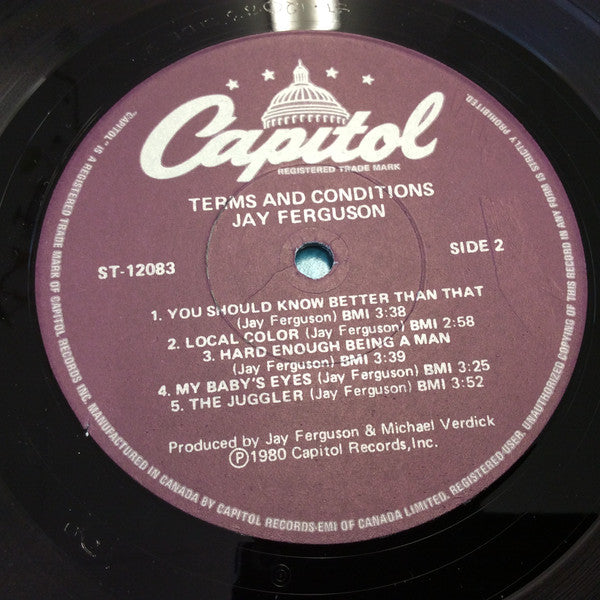 Capitol
REGISTERED TRADE MARK
TERMS AND CONDITIONS
JAY FERGUSON
ST-12083
SIDE 2
1. YOU SHOULD KNOW BETTER THAN THAT
(Jay Ferguson) BMI 3:38
2. LOCAL COLOR (Jay Ferguson) BMI 2:58
3. HARD ENOUGH BEING A MAN
(Jay Ferguson) BMI 3:39
4. MY BABY'S EYES (Jay Ferguson) BMI 3:25
5. THE JUGGLER (Jay Ferguson) BMI 3:52
Produced by Jay Ferguson & Michael Verdick
Ⓟ1980 Capitol Records,Inc.
"CAPITOL" IS A REGISTERED TRADE MARK OF CAPITOL RECORDS INC. MANUFACTURED IN CANADA BY CAPITOL RECORDS-EMI OF CANADA LIMITED. REGISTERED USER. UNAUTHORIZED COPYING OF THIS RECORD IN ANY FORM IS STRICTLY PROHIBITED.